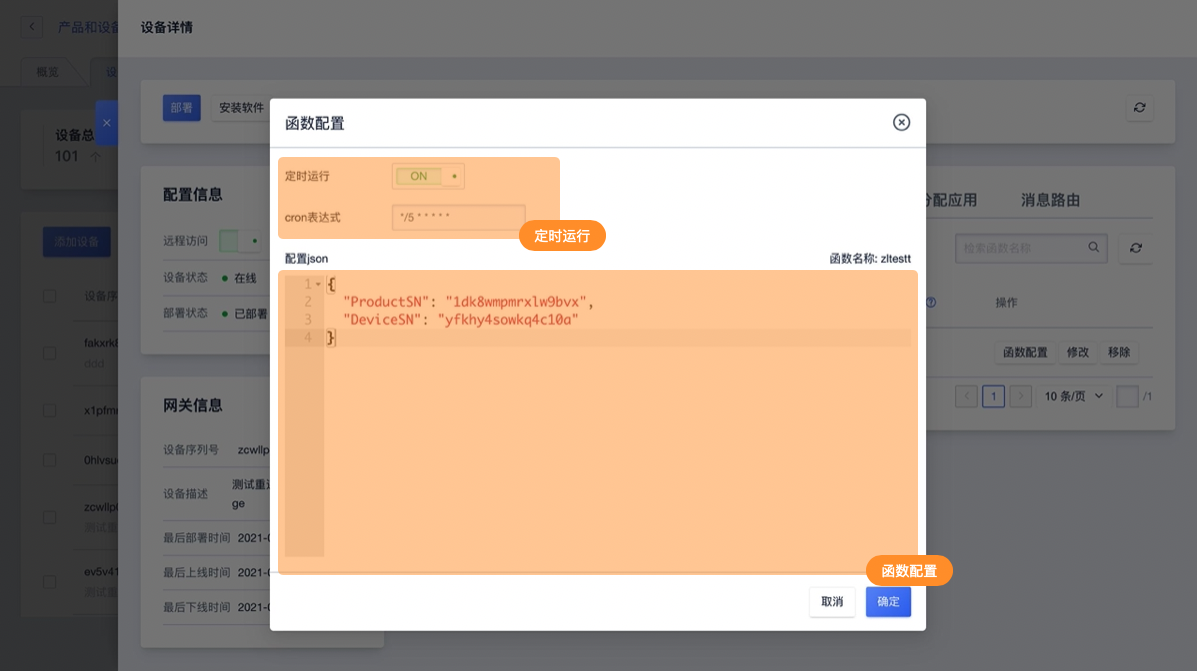 产品和设备
设备详情
概览
设
部署
安装软件
函数配置
设备总
101
定时运行
ON
cron表达式
*/5 * * * *
定时运行
配置信息
分配应用
消息路由
添加设备
远程访问
检索函数名称
配置json
函数名称: zltestt
设备状态
在线
设备序
操作
部署状态
已部署
1
{
2
"ProductSN": "1dk8wmpmrxlw9bvx",
3
"DeviceSN": "yfkhy4sowkq4c10a"
4
}
fakxrk8
add
函数配置
修改
移除
1
10 条/页
/1
网关信息
x1pfm
设备序列号
zcwllp
0hlvsu
设备描述
测试重
ge
zcwllp
测试重
最后部署时间
2021-0
最后上线时间
2021-0
ev5v41
测试重
最后下线时间
2021-0
函数配置
取消
确定